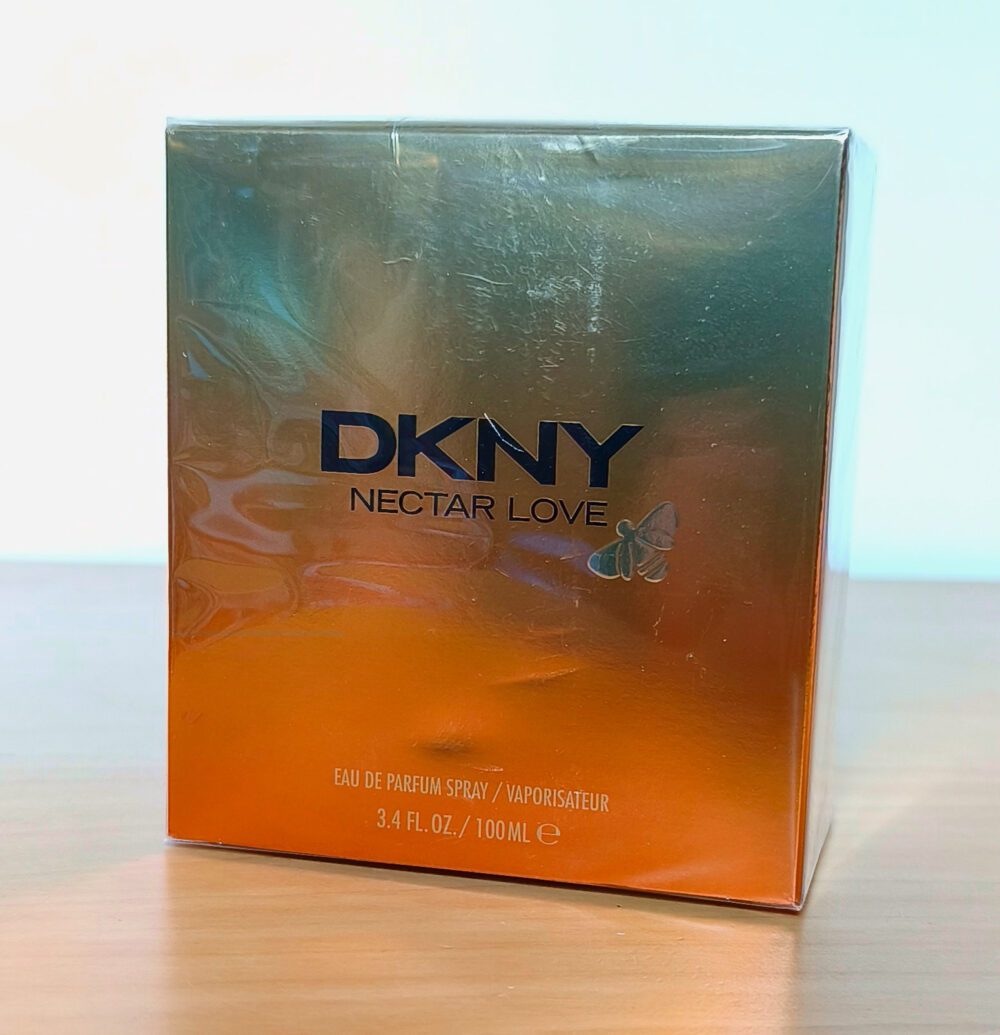 DKNY
NECTAR LOVE
EAU DE PARFUM SPRAY / VAPORISATEUR
3.4 FL. OZ. / 100 ML ℮